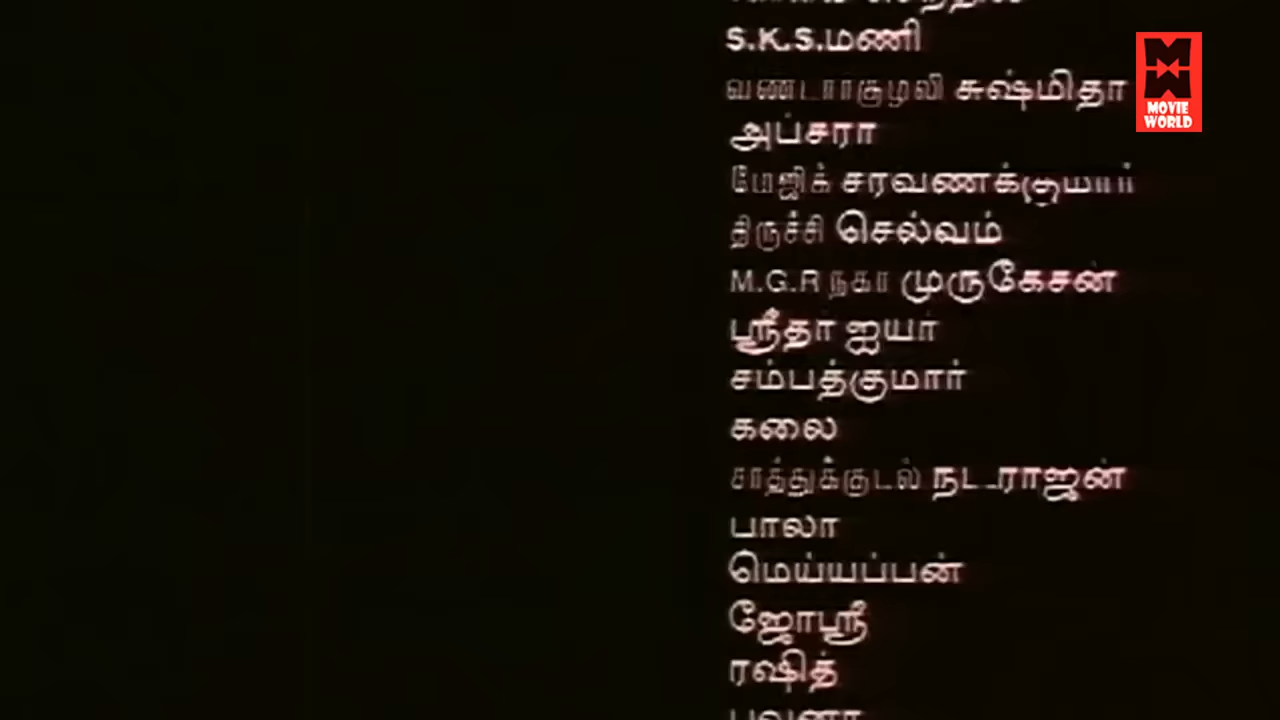 S.K.S.மணி
வண்டார்குழலி சுஷ்மிதா
அப்சரா
மேஜிக் சரவணக்குமார்
திருச்சி செல்வம்
M.G.R நகர் முருகேசன்
ஸ்ரீதர் ஐயர்
சம்பத்குமார்
கலை
சாத்துக்குடல் நடராஜன்
பாலா
மெய்யப்பன்
ஜோஸ்ரீ
ரஷித்
MOVIE
WORLD